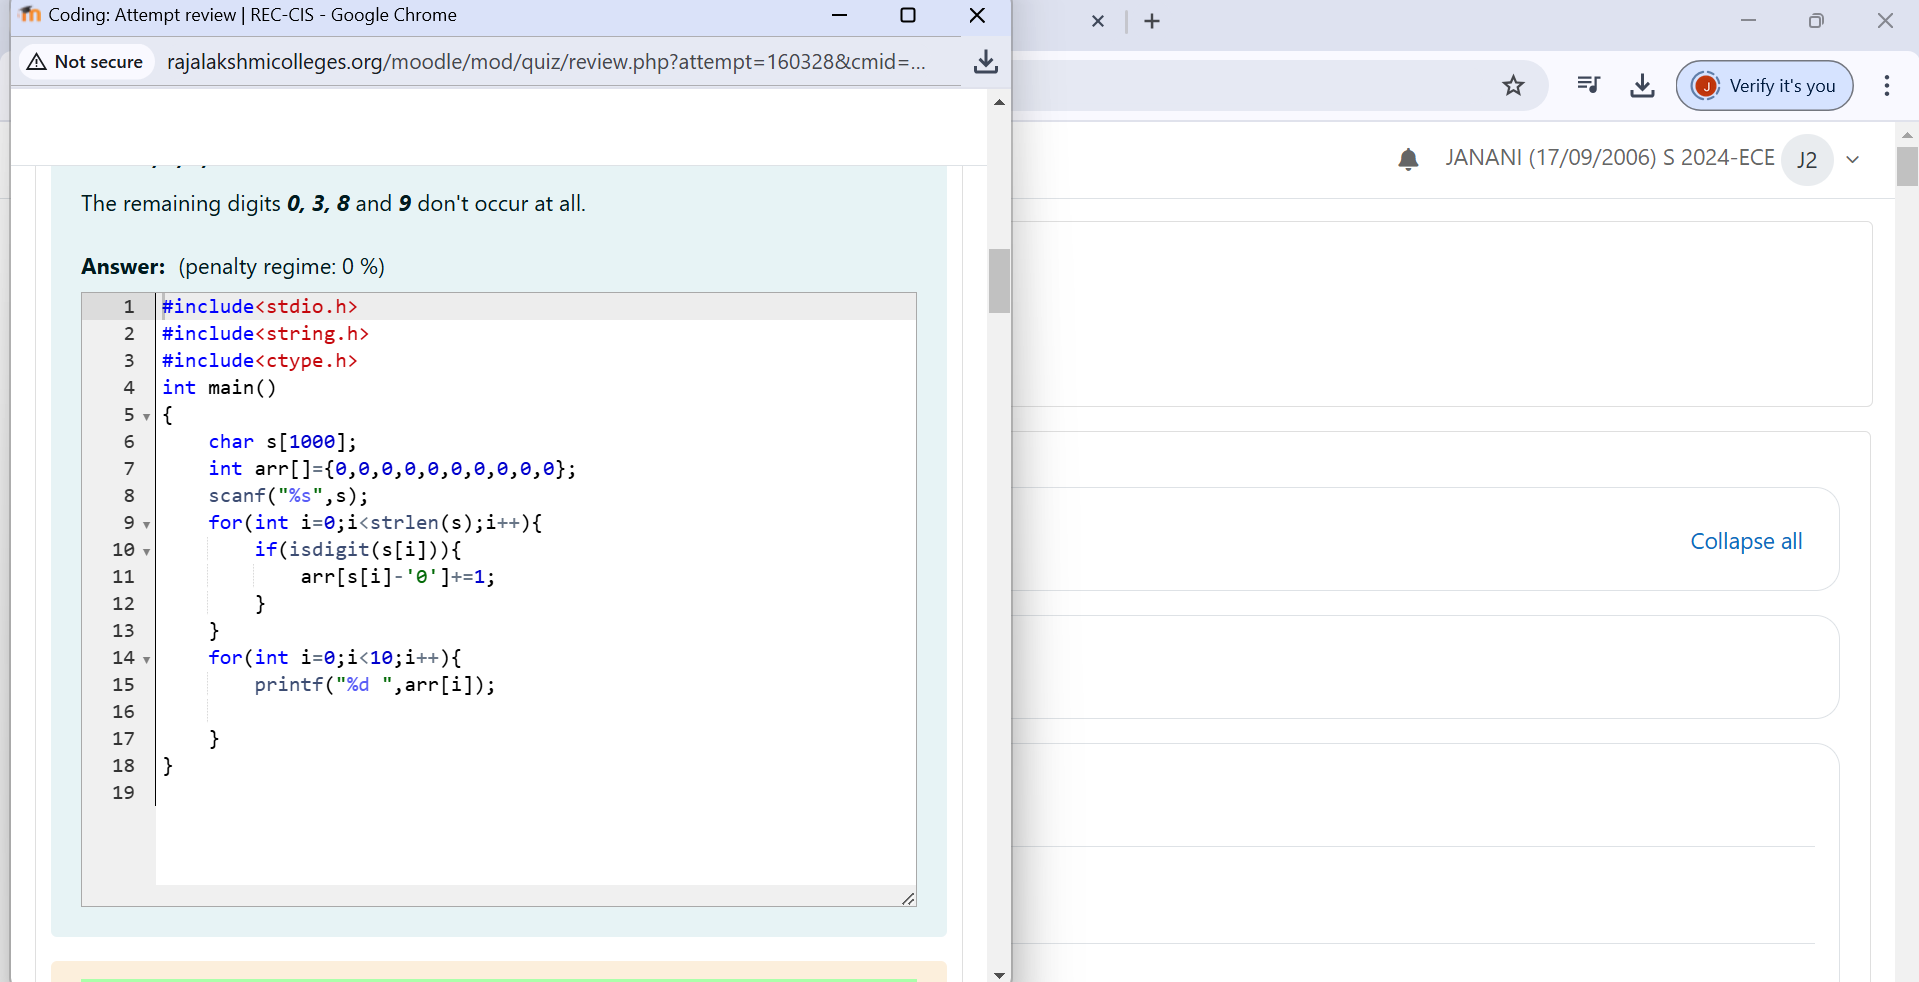 Coding: Attempt review | REC-CIS - Google Chrome
Not secure rajalakshmicolleges.org/moodle/mod/quiz/review.php?attempt=160328&cmid=...
Verify it's you
JANANI (17/09/2006) S 2024-ECE J2
The remaining digits 0, 3, 8 and 9 don't occur at all.
Answer: (penalty regime: 0 %)
1 #include<stdio.h>
2 #include<string.h>
3 #include<ctype.h>
4 int main()
5 {
6     char s[1000];
7     int arr[]={0,0,0,0,0,0,0,0,0,0};
8     scanf("%s",s);
9     for(int i=0;i<strlen(s);i++){
10         if(isdigit(s[i])){
11             arr[s[i]-'0']+=1;
12         }
13     }
14     for(int i=0;i<10;i++){
15         printf("%d ",arr[i]);
16
17     }
18 }
19
Collapse all